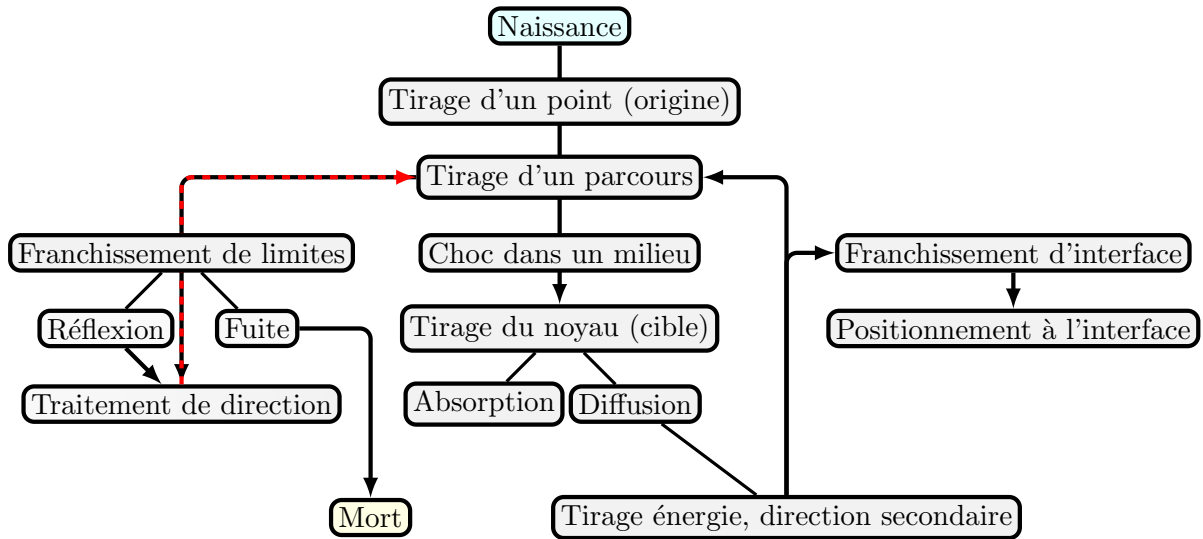 Naissance
Tirage d'un point (origine)
Tirage d'un parcours
Franchissement de limites
Choc dans un milieu
Franchissement d'interface
Réflexion
Fuite
Tirage du noyau (cible)
Positionnement à l'interface
Traitement de direction
Absorption
Diffusion
Mort
Tirage énergie, direction secondaire